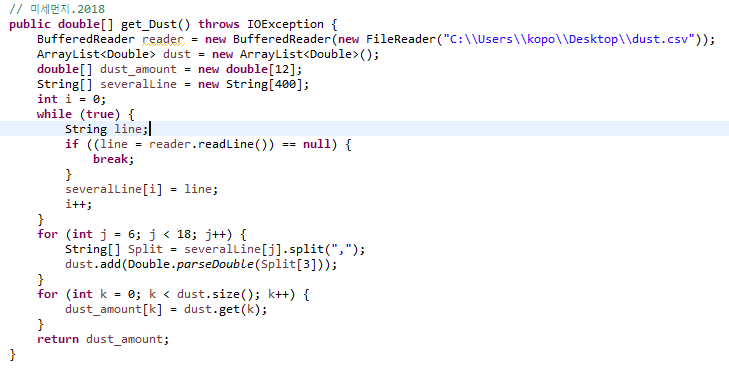 // 미세먼지.2018
public double[] get_Dust() throws IOException {
    BufferedReader reader = new BufferedReader(new FileReader("C:\\Users\\kopo\\Desktop\\dust.csv"));
    ArrayList<Double> dust = new ArrayList<Double>();
    double[] dust_amount = new double[12];
    String[] severalLine = new String[400];
    int i = 0;
    while (true) {
        String line;
        if ((line = reader.readLine()) == null) {
            break;
        }
        severalLine[i] = line;
        i++;
    }
    for (int j = 6; j < 18; j++) {
        String[] Split = severalLine[j].split(",");
        dust.add(Double.parseDouble(Split[3]));
    }
    for (int k = 0; k < dust.size(); k++) {
        dust_amount[k] = dust.get(k);
    }
    return dust_amount;
}